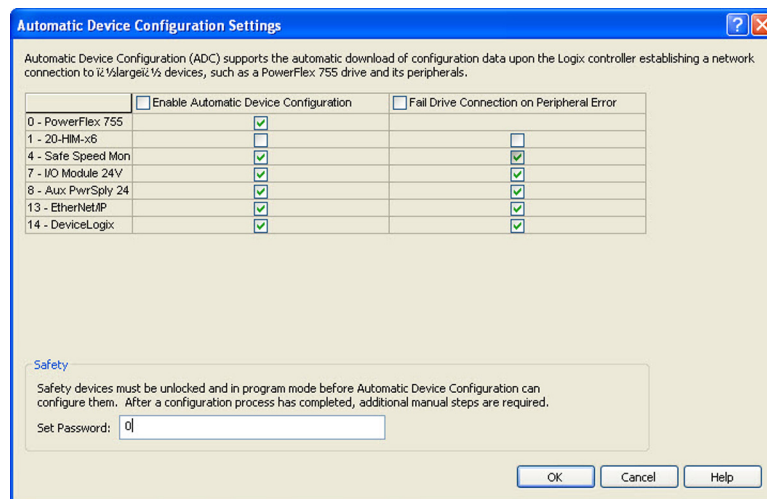 Automatic Device Configuration Settings
Automatic Device Configuration (ADC) supports the automatic download of configuration data upon the Logix controller establishing a network
connection to ï¿½largeï¿½ devices, such as a PowerFlex 755 drive and its peripherals.
Enable Automatic Device Configuration Fail Drive Connection on Peripheral Error
0 - PowerFlex 755
1 - 20-HIM-x6
4 - Safe Speed Mon
7 - I/O Module 24V
8 - Aux PwrSply 24
13 - EtherNet/IP
14 - DeviceLogix
Safety
Safety devices must be unlocked and in program mode before Automatic Device Configuration can
configure them. After a configuration process has completed, additional manual steps are required.
Set Password: 0
OK Cancel Help